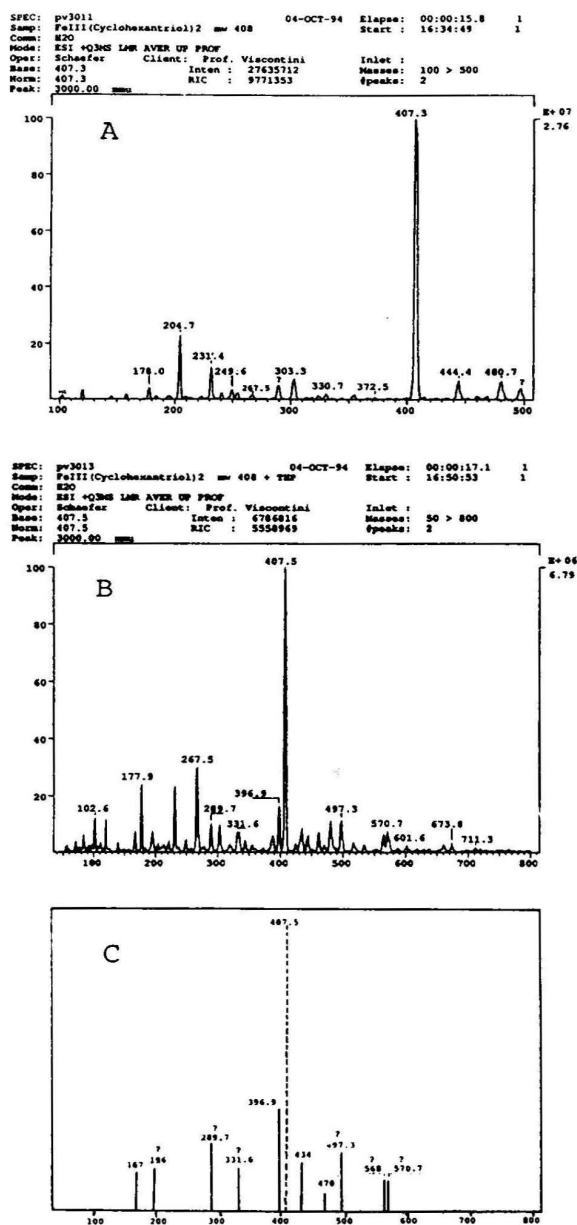 SPEC: pv3011 04-OCT-94 Elapse: 00:00:15.8 1
Samp: FeIII(Cyclohexantriol)2 mw 408 Start : 16:34:49 1
Comm: H2O
Mode: ESI +Q3MS LMR AVER UP PROF
Oper: Schaefer Client: Prof. Viscontini Inlet :
Base: 407.3 Inten : 27635712 Masses: 100 > 500
Norm: 407.3 RIC : 9771353 #peaks: 2
Peak: 3000.00 mmu
A
407.3
E+ 07
2.76
100
80
60
40
20
204.7
231.4
178.0
249.6
267.5
?
303.3
330.7
372.5
444.4
480.7
?
100 200 300 400 500
SPEC: pv3013 04-OCT-94 Elapse: 00:00:17.1 1
Samp: FeIII(Cyclohexantriol)2 mw 408 + THP Start : 16:50:53 1
Comm: H2O
Mode: ESI +Q3MS LMR AVER UP PROF
Oper: Schaefer Client: Prof. Viscontini Inlet :
Base: 407.5 Inten : 6786816 Masses: 50 > 800
Norm: 407.5 RIC : 5558969 #peaks: 2
Peak: 3000.00 mmu
B
407.5
E+ 06
6.79
100
80
60
40
20
267.5
177.9
102.6
289.7
331.6
396.9
497.3
570.7
601.6
673.8
711.3
100 200 300 400 500 600 700 800
C
407.5
396.9
?
289.7
?
331.6
167
?
196
434
470
?
497.3
?
568
?
570.7
100 200 300 400 500 600 700 800